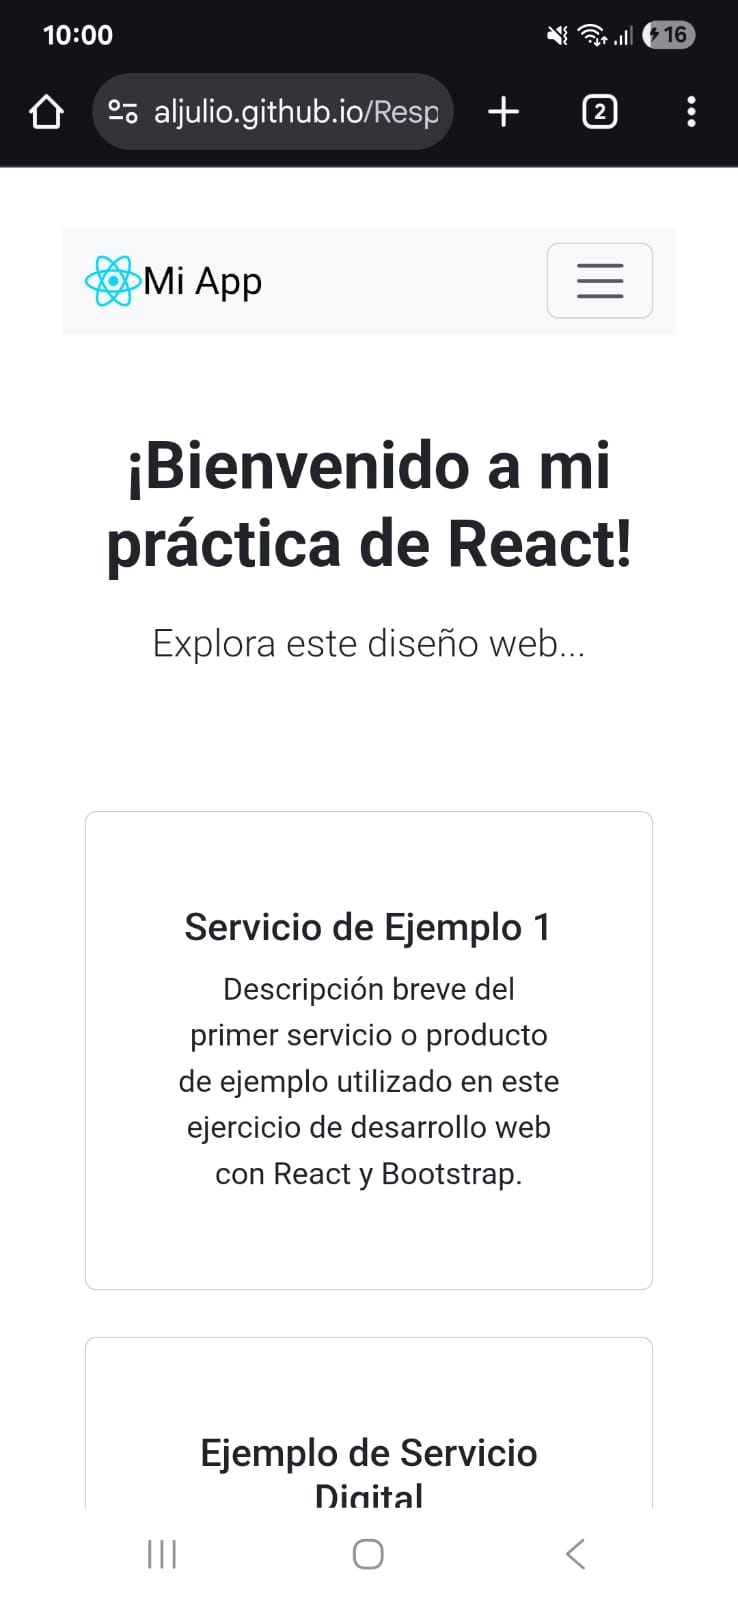 10:00
16
aljulio.github.io/Resp
2
Mi App
¡Bienvenido a mi
práctica de React!
Explora este diseño web...
Servicio de Ejemplo 1
Descripción breve del
primer servicio o producto
de ejemplo utilizado en este
ejercicio de desarrollo web
con React y Bootstrap.
Ejemplo de Servicio
Digital